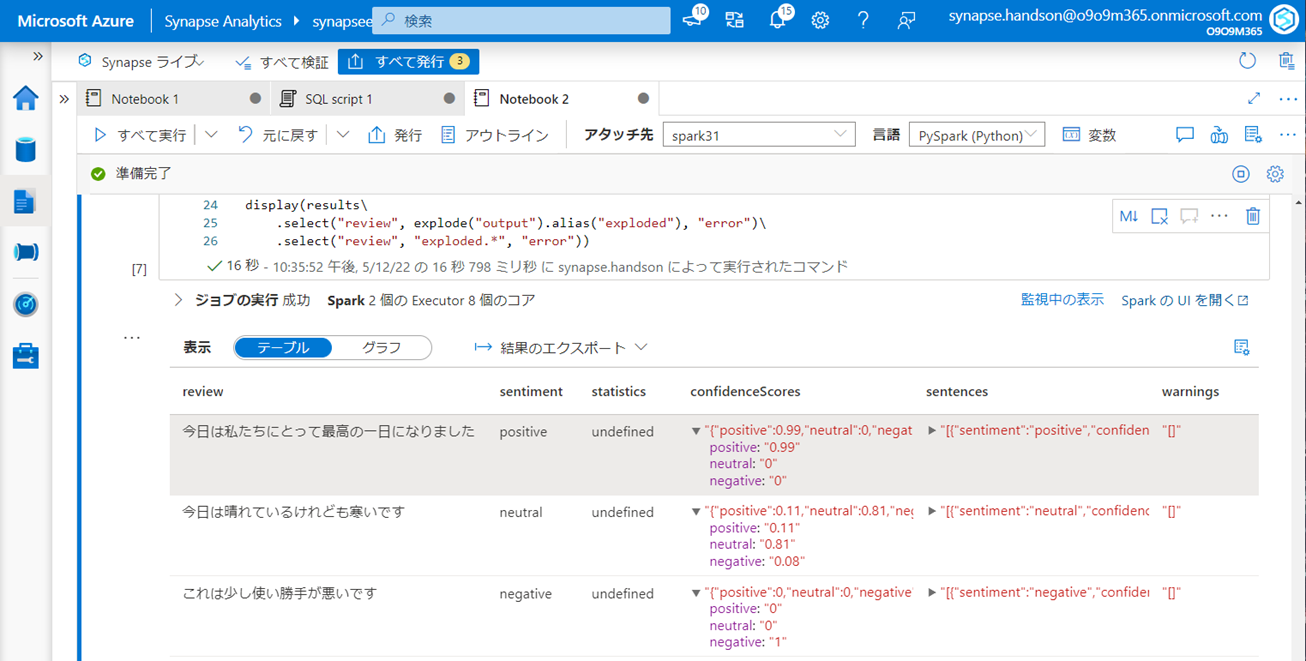 Microsoft Azure Synapse Analytics synapsee 検索 10 15 synapse.handson@o9o9m365.onmicrosoft.com
O9O9M365
Synapse ライブ すべて検証 すべて発行 3
Notebook 1 SQL script 1 Notebook 2
すべて実行 元に戻す 発行 アウトライン アタッチ先 spark31 言語 PySpark (Python) 変数
準備完了
24 display(results\
25 .select("review", explode("output").alias("exploded"), "error")\
26 .select("review", "exploded.*", "error"))
M↓
[7] 16 秒 - 10:35:52 午後, 5/12/22 の 16 秒 798 ミリ秒 に synapse.handson によって実行されたコマンド
ジョブの実行 成功 Spark 2 個の Executor 8 個のコア 監視中の表示 Spark の UI を開く
表示 テーブル グラフ 結果のエクスポート
review sentiment statistics confidenceScores sentences warnings
今日は私たちにとって最高の一日になりました positive undefined ▼"{"positive":0.99,"neutral":0,"negat ▶"[{"sentiment":"positive","confiden "[]"
positive: "0.99"
neutral: "0"
negative: "0"
今日は晴れているけれども寒いです neutral undefined ▼"{"positive":0.11,"neutral":0.81,"neg ▶"[{"sentiment":"neutral","confidenc "[]"
positive: "0.11"
neutral: "0.81"
negative: "0.08"
これは少し使い勝手が悪いです negative undefined ▼"{"positive":0,"neutral":0,"negative" ▶"[{"sentiment":"negative","confider "[]"
positive: "0"
neutral: "0"
negative: "1"